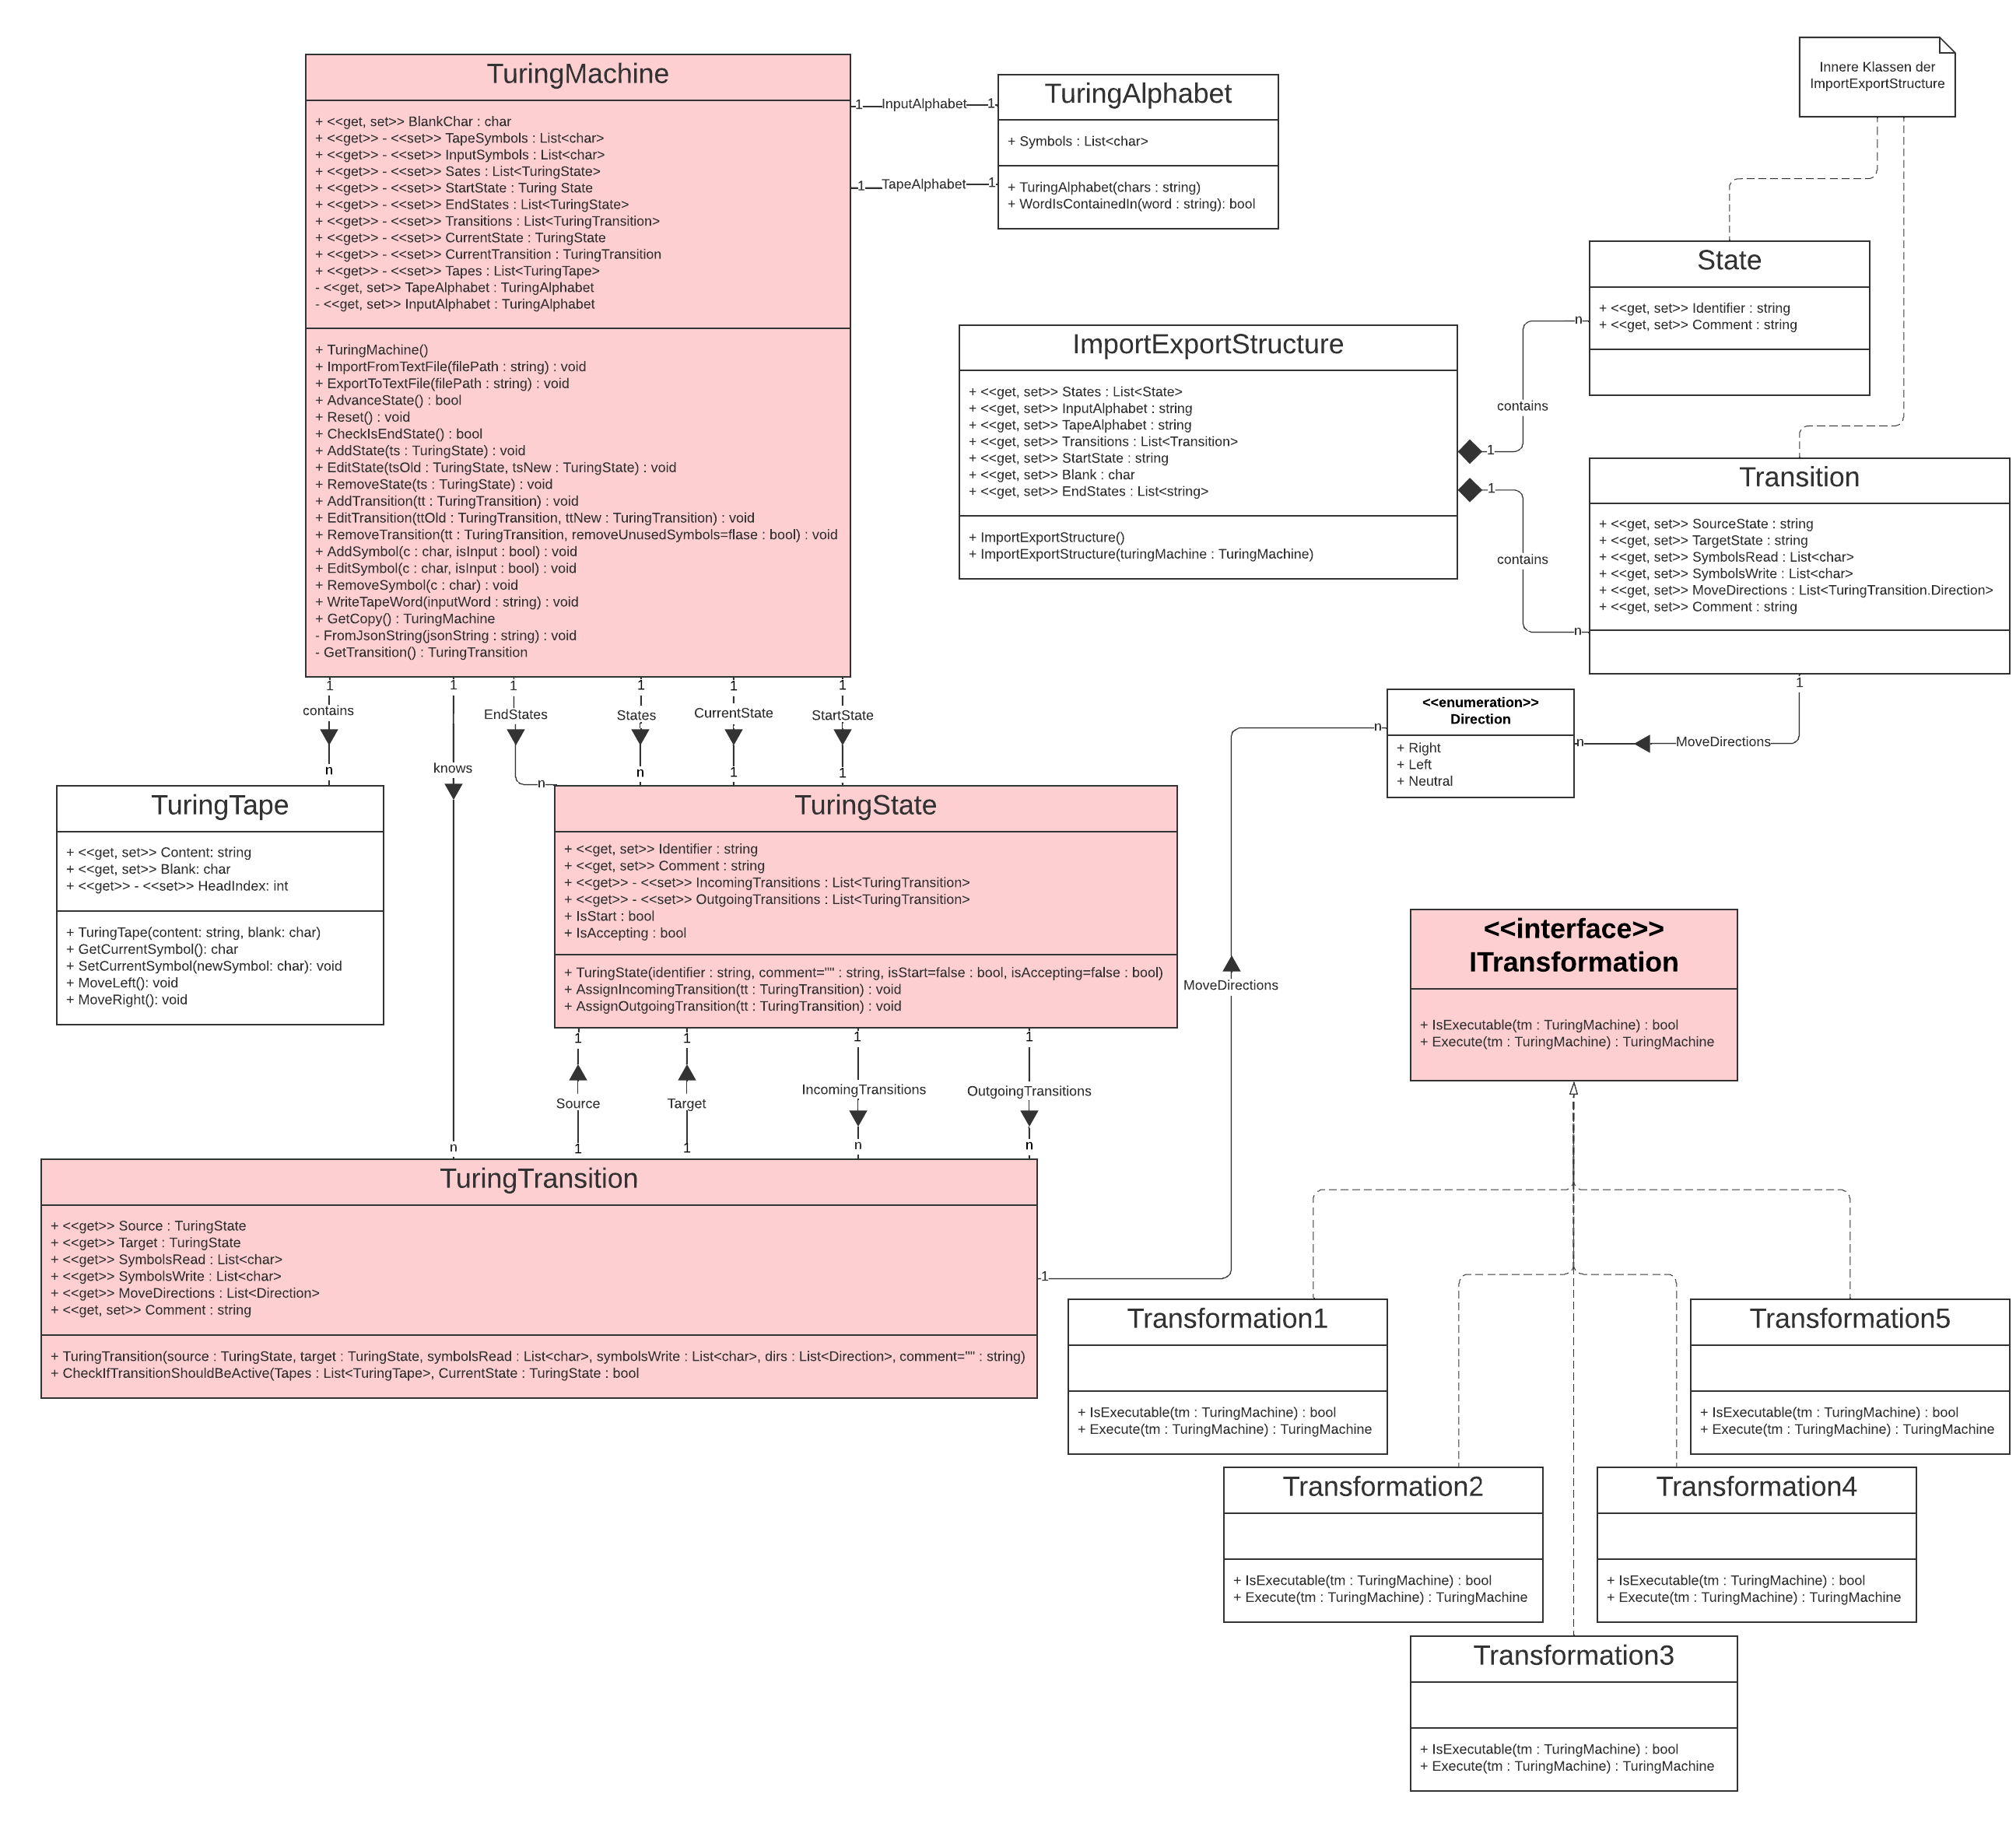 TuringMachine
+ <<get, set>> BlankChar : char
+ <<get>> - <<set>> TapeSymbols : List<char>
+ <<get>> - <<set>> InputSymbols : List<char>
+ <<get>> - <<set>> Sates : List<TuringState>
+ <<get>> - <<set>> StartState : Turing State
+ <<get>> - <<set>> EndStates : List<TuringState>
+ <<get>> - <<set>> Transitions : List<TuringTransition>
+ <<get>> - <<set>> CurrentState : TuringState
+ <<get>> - <<set>> CurrentTransition : TuringTransition
+ <<get>> - <<set>> Tapes : List<TuringTape>
- <<get, set>> TapeAlphabet : TuringAlphabet
- <<get, set>> InputAlphabet : TuringAlphabet
+ TuringMachine()
+ ImportFromTextFile(filePath : string) : void
+ ExportToTextFile(filePath : string) : void
+ AdvanceState() : bool
+ Reset() : void
+ CheckIsEndState() : bool
+ AddState(ts : TuringState) : void
+ EditState(tsOld : TuringState, tsNew : TuringState) : void
+ RemoveState(ts : TuringState) : void
+ AddTransition(tt : TuringTransition) : void
+ EditTransition(ttOld : TuringTransition, ttNew : TuringTransition) : void
+ RemoveTransition(tt : TuringTransition, removeUnusedSymbols=flase : bool) : void
+ AddSymbol(c : char, isInput : bool) : void
+ EditSymbol(c : char, isInput : bool) : void
+ RemoveSymbol(c : char) : void
+ WriteTapeWord(inputWord : string) : void
+ GetCopy() : TuringMachine
- FromJsonString(jsonString : string) : void
- GetTransition() : TuringTransition
1 InputAlphabet 1
1 TapeAlphabet 1
TuringAlphabet
+ Symbols : List<char>
+ TuringAlphabet(chars : string)
+ WordIsContainedIn(word : string): bool
Innere Klassen der
ImportExportStructure
State
+ <<get, set>> Identifier : string
+ <<get, set>> Comment : string
ImportExportStructure
+ <<get, set>> States : List<State>
+ <<get, set>> InputAlphabet : string
+ <<get, set>> TapeAlphabet : string
+ <<get, set>> Transitions : List<Transition>
+ <<get, set>> StartState : string
+ <<get, set>> Blank : char
+ <<get, set>> EndStates : List<string>
+ ImportExportStructure()
+ ImportExportStructure(turingMachine : TuringMachine)
n
contains
1
1
contains
n
Transition
+ <<get, set>> SourceState : string
+ <<get, set>> TargetState : string
+ <<get, set>> SymbolsRead : List<char>
+ <<get, set>> SymbolsWrite : List<char>
+ <<get, set>> MoveDirections : List<TuringTransition.Direction>
+ <<get, set>> Comment : string
1
n MoveDirections
n
<<enumeration>>
Direction
+ Right
+ Left
+ Neutral
1 1 1 1 1 1
contains
EndStates States CurrentState StartState
knows
n n n 1 1
TuringTape
+ <<get, set>> Content: string
+ <<get, set>> Blank: char
+ <<get>> - <<set>> HeadIndex: int
+ TuringTape(content: string, blank: char)
+ GetCurrentSymbol(): char
+ SetCurrentSymbol(newSymbol: char): void
+ MoveLeft(): void
+ MoveRight(): void
TuringState
+ <<get, set>> Identifier : string
+ <<get, set>> Comment : string
+ <<get>> - <<set>> IncomingTransitions : List<TuringTransition>
+ <<get>> - <<set>> OutgoingTransitions : List<TuringTransition>
+ IsStart : bool
+ IsAccepting : bool
+ TuringState(identifier : string, comment="" : string, isStart=false : bool, isAccepting=false : bool)
+ AssignIncomingTransition(tt : TuringTransition) : void
+ AssignOutgoingTransition(tt : TuringTransition) : void
MoveDirections
<<interface>>
ITransformation
+ IsExecutable(tm : TuringMachine) : bool
+ Execute(tm : TuringMachine) : TuringMachine
1 1 1 1
Source Target IncomingTransitions OutgoingTransitions
n 1 1 n n
TuringTransition
+ <<get>> Source : TuringState
+ <<get>> Target : TuringState
+ <<get>> SymbolsRead : List<char>
+ <<get>> SymbolsWrite : List<char>
+ <<get>> MoveDirections : List<Direction>
+ <<get, set>> Comment : string
+ TuringTransition(source : TuringState, target : TuringState, symbolsRead : List<char>, symbolsWrite : List<char>, dirs : List<Direction>, comment="" : string)
+ CheckIfTransitionShouldBeActive(Tapes : List<TuringTape>, CurrentState : TuringState : bool
1
Transformation1
+ IsExecutable(tm : TuringMachine) : bool
+ Execute(tm : TuringMachine) : TuringMachine
Transformation5
+ IsExecutable(tm : TuringMachine) : bool
+ Execute(tm : TuringMachine) : TuringMachine
Transformation2
+ IsExecutable(tm : TuringMachine) : bool
+ Execute(tm : TuringMachine) : TuringMachine
Transformation4
+ IsExecutable(tm : TuringMachine) : bool
+ Execute(tm : TuringMachine) : TuringMachine
Transformation3
+ IsExecutable(tm : TuringMachine) : bool
+ Execute(tm : TuringMachine) : TuringMachine